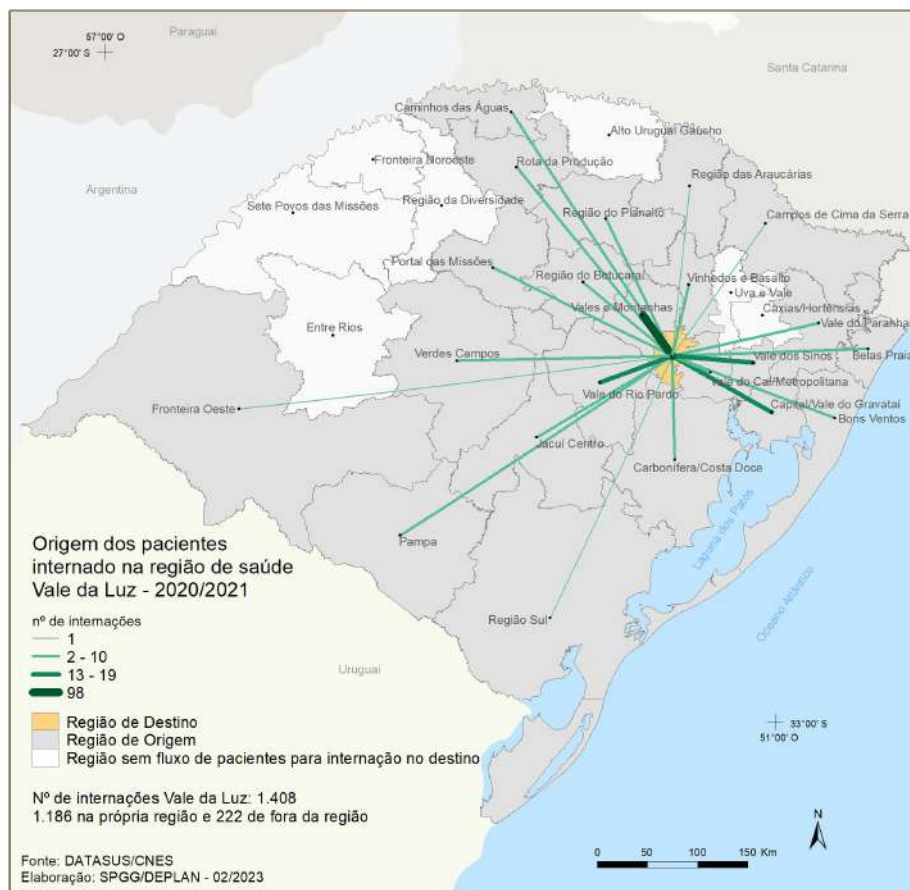 Paraguai
57°00' O
27°00' S
Santa Catarina
Caminhos das Águas
Alto Uruguai Gaúcho
Fronteira Noroeste
Rota da Produção
Região das Araucárias
Argentina
Sete Povos das Missões
Região da Diversidade
Região do Planalto
Campos de Cima da Serra
Portal das Missões
Região do Botucaraí
Vinhedos e Basalto
Uva e Vale
Vales e Montanhas
Caxias/Hortênsias
Entre Rios
Vale do Paranhana
Verdes Campos
Vale dos Sinos
Belas Praias
Vale do Caí/Metropolitana
Fronteira Oeste
Vale do Rio Pardo
Capital/Vale do Gravataí
Bons Ventos
Jacuí Centro
Carbonífera/Costa Doce
Laguna dos Patos
Pampa
Oceano Atlântico
Região Sul
Uruguai
Origem dos pacientes
internado na região de saúde
Vale da Luz - 2020/2021
nº de internações
1
2 - 10
13 - 19
98
Região de Destino
Região de Origem
Região sem fluxo de pacientes para internação no destino
33°00' S
51°00' O
Nº de internações Vale da Luz: 1.408
1.186 na própria região e 222 de fora da região
N
0 50 100 150 Km
Fonte: DATASUS/CNES
Elaboração: SPGG/DEPLAN - 02/2023